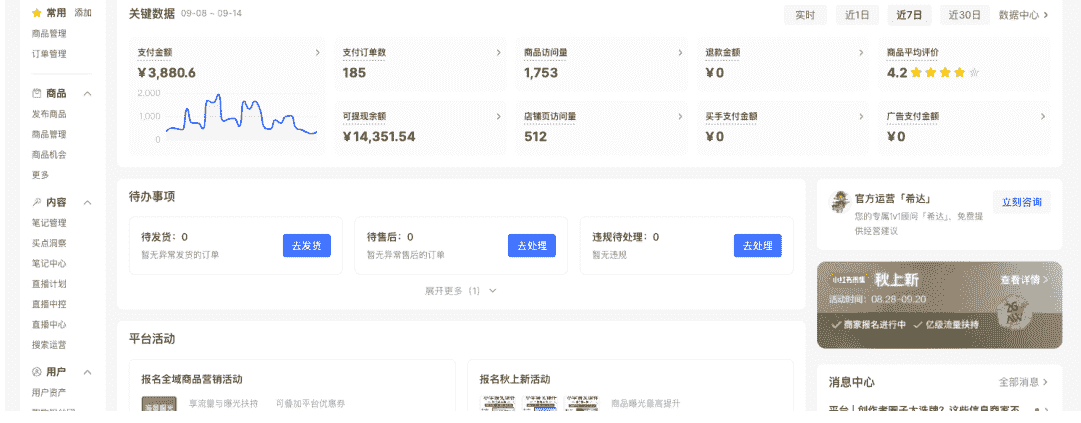 常用 添加
商品管理
订单管理
商品
发布商品
商品管理
商品机会
更多
内容
笔记管理
买点洞察
笔记中心
直播计划
直播中控
直播中心
搜索运营
用户
用户资产
关键数据 09-08 ~ 09-14
实时 近1日 近7日 近30日 数据中心
支付金额
¥3,880.6
2,000
1,000
0
支付订单数
185
商品访问量
1,753
退款金额
¥0
商品平均评价
4.2
可提现余额
¥14,351.54
店铺页访问量
512
买手支付金额
¥0
广告支付金额
¥0
待办事项
待发货：0
暂无异常发货的订单
去发货
待售后：0
暂无异常售后的订单
去处理
违规待处理：0
暂无违规
去处理
展开更多（1）
平台活动
报名全域商品营销活动
享流量与曝光扶持 可叠加平台优惠券
报名秋上新活动
商品曝光最高提升
官方运营「希达」
您的专属1v1顾问「希达」，免费提
供经营建议
立刻咨询
秋上新
查看详情
活动时间：08.28-09.20
商家报名进行中 亿级流量扶持
消息中心
全部消息